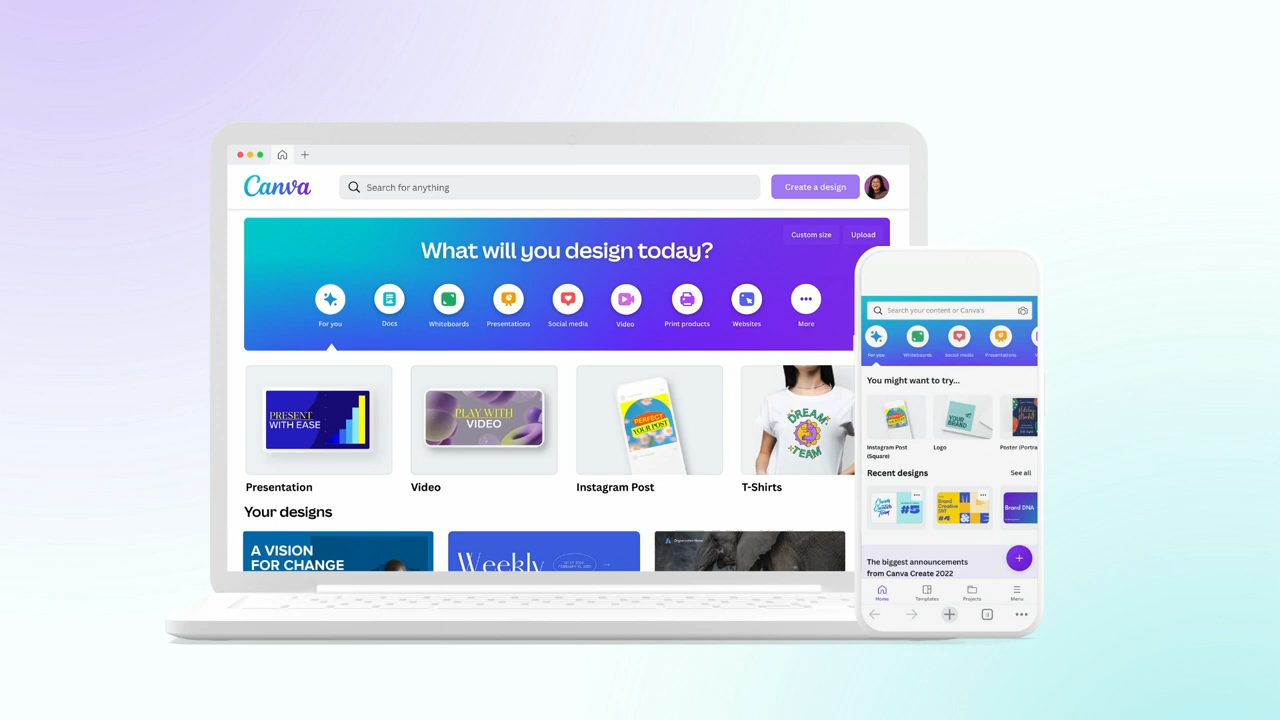 Canva
Search for anything
Create a design
Custom size
Upload
What will you design today?
For you
Docs
Whiteboards
Presentations
Social media
Video
Print products
Websites
More
PRESENT
WITH EASE
PLAY WITH
VIDEO
PERFECT
YOUR POST
DREAM
TEAM
Presentation
Video
Instagram Post
T-Shirts
Your designs
A VISION
FOR CHANGE
Weekly
Search your content or Canva's
For you
Whiteboards
Social media
Presentations
You might want to try...
YOUR
BRAND
Holiday
Market
Instagram Post
(Square)
Logo
Poster (Portra
Recent designs
See all
#5
Brand
Creative
#4
Brand DNA
The biggest announcements
from Canva Create 2022
Home
Templates
Projects
Menu